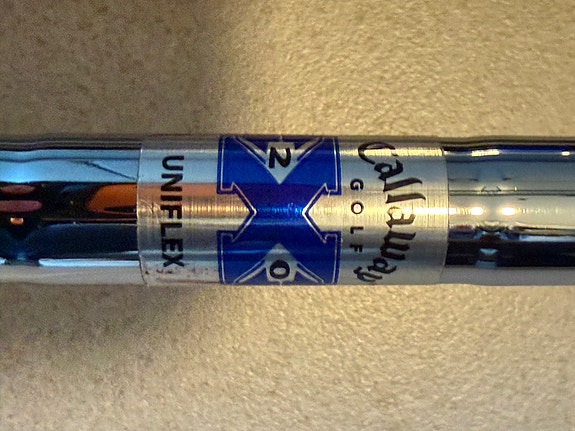 Callaway
GOLF
2 X 0
UNIFLEX